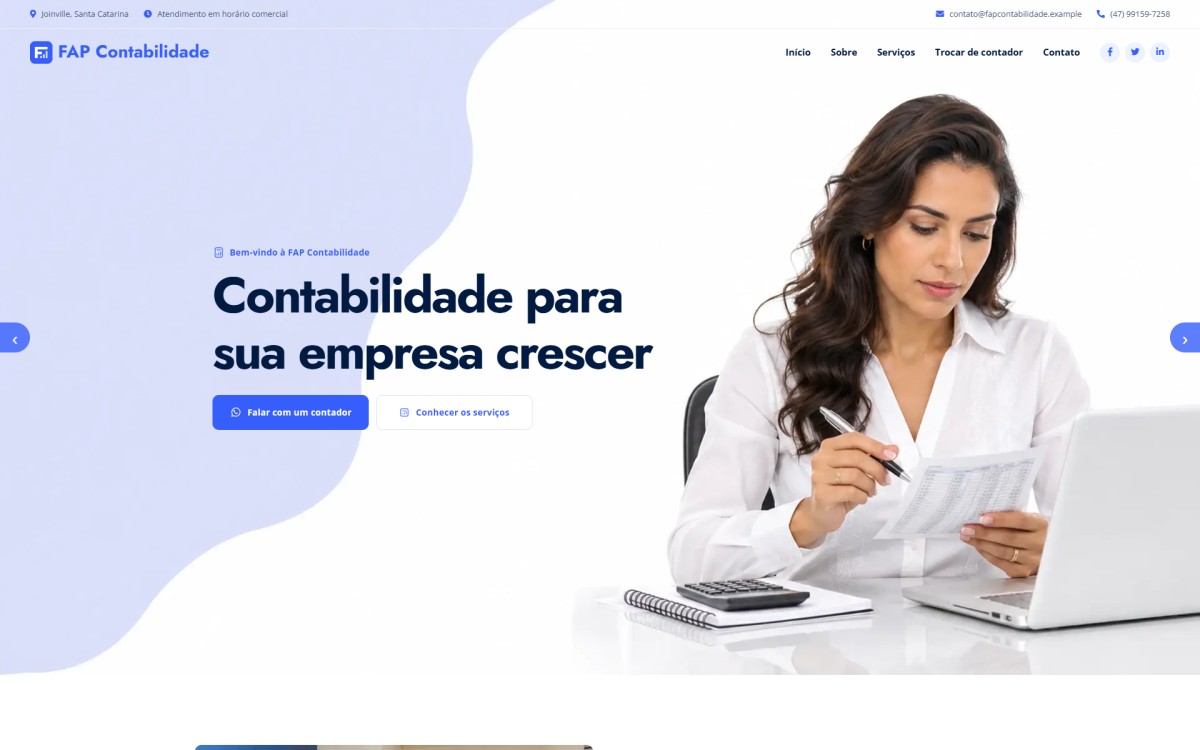 Joinville, Santa Catarina
Atendimento em horário comercial
contato@fapcontabilidade.example
(47) 99159-7258
FAP Contabilidade
Início
Sobre
Serviços
Trocar de contador
Contato
Bem-vindo à FAP Contabilidade
Contabilidade para
sua empresa crescer
Falar com um contador
Conhecer os serviços